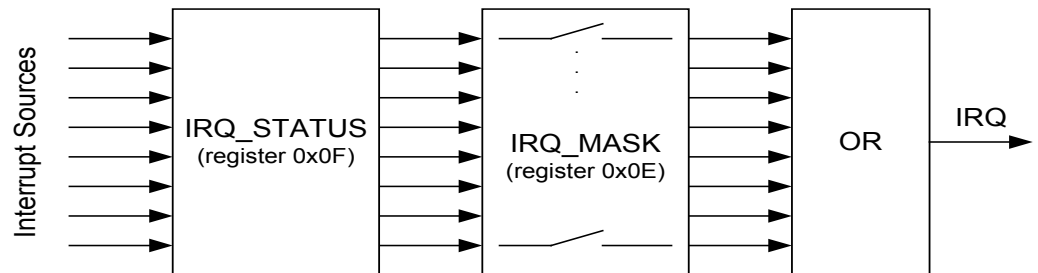 Interrupt Sources
IRQ_STATUS
(register 0x0F)
IRQ_MASK
(register 0x0E)
OR
IRQ